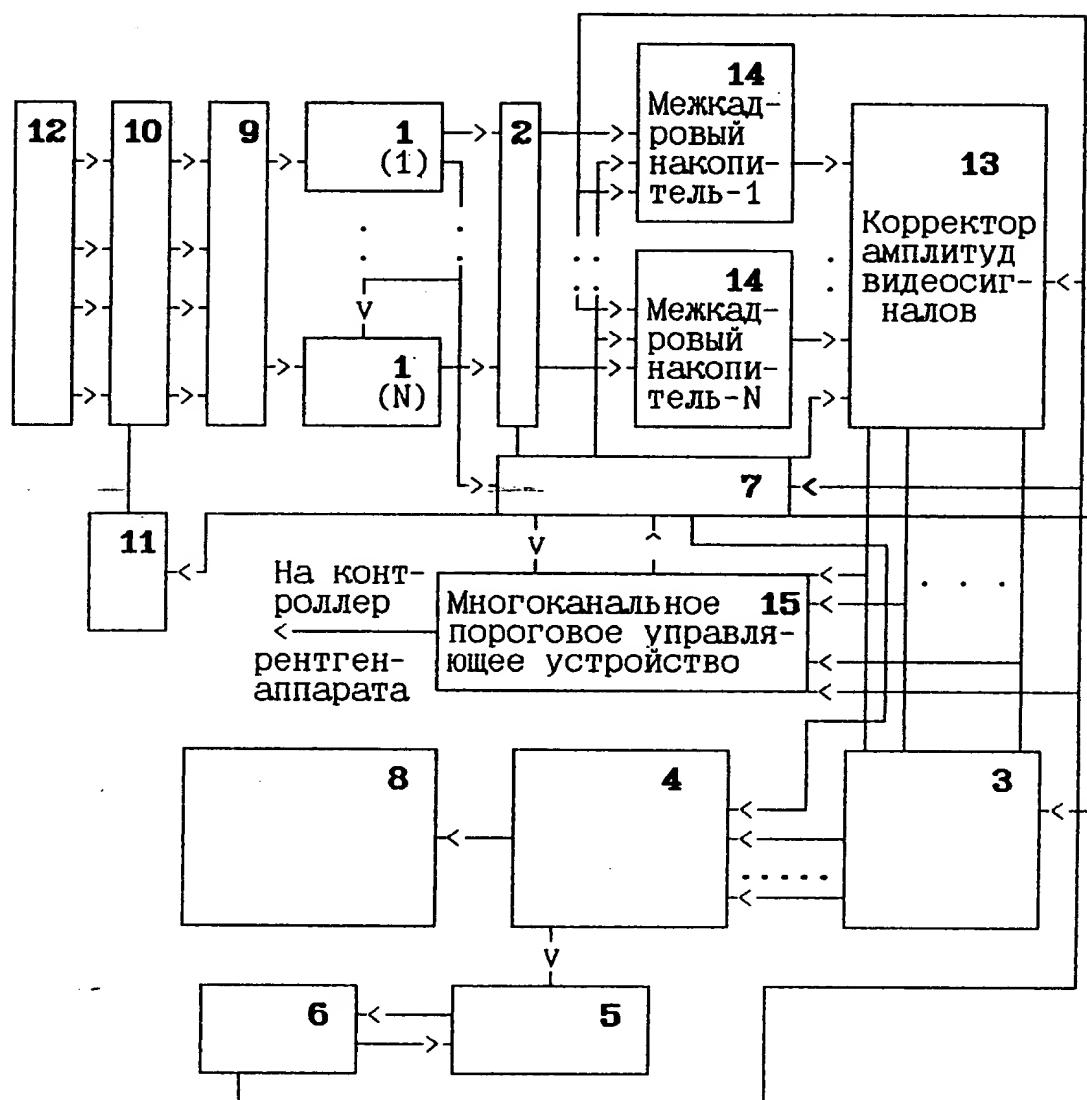 12
10
9
1
(1)
2
14
Межкад-
ровый
накопи-
тель-1
13
Корректор
амплитуд
видеосиг-
налов
14
Межкад-
ровый
накопи-
тель-N
1
(N)
7
11
На конт-
роллер
рентген-
аппарата
Многоканальное 15
пороговое управля-
ющее устройство
8
4
3
6
5